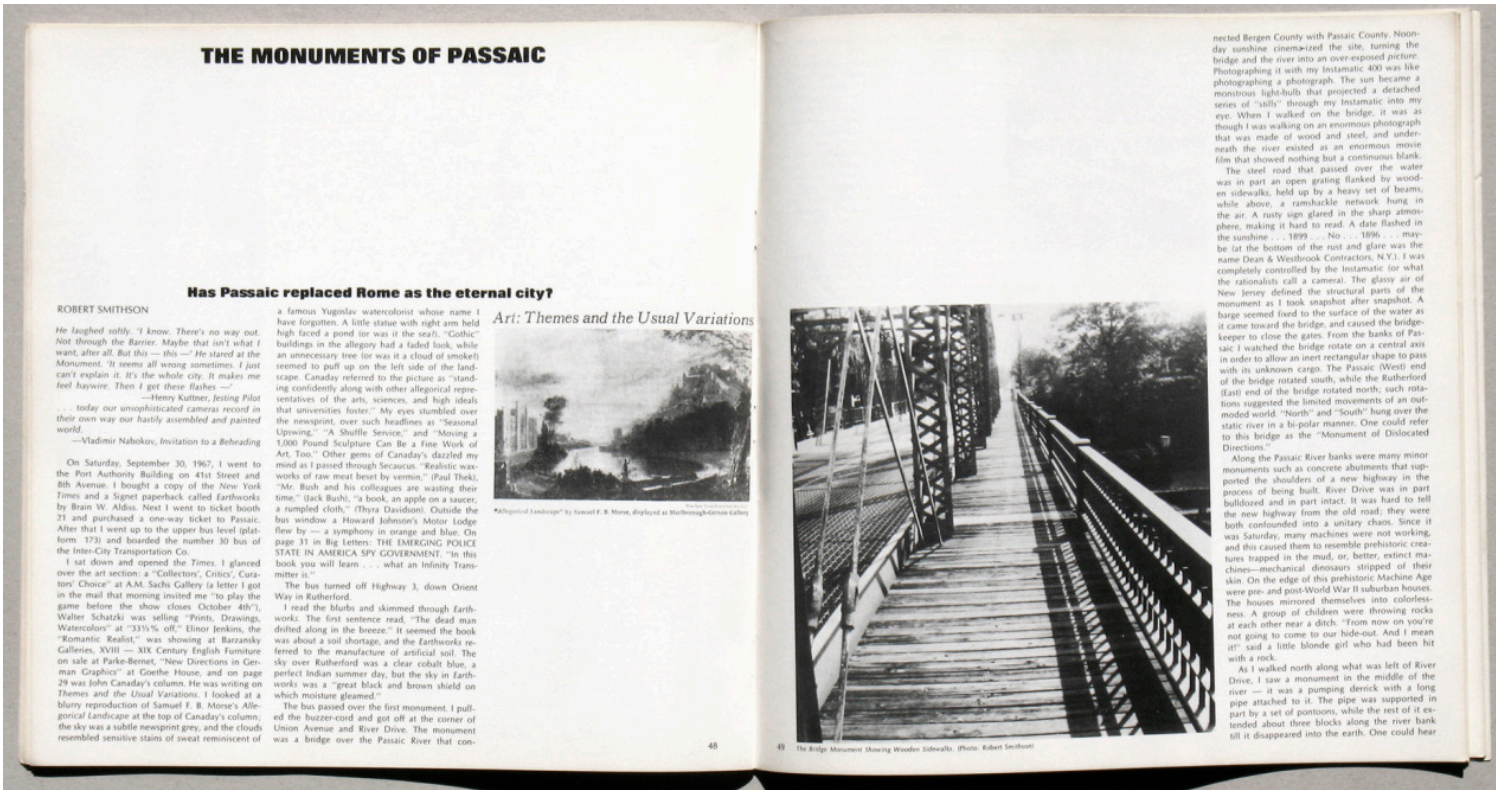 THE MONUMENTS OF PASSAIC
Has Passaic replaced Rome as the eternal city?
ROBERT SMITHSON
He laughed softly. 'I know. There's no way out.
Not through the Barrier. Maybe that isn't what I
want, after all. But this — this —' He stared at the
Monument. 'It seems all wrong sometimes. I just
can't explain it. It's the whole city. It makes me
feel haywire. Then I get these flashes —'
—Henry Kuttner, Jesting Pilot
. . . today our unsophisticated cameras record in
their own way our hastily assembled and painted
world.
—Vladimir Nabokov, Invitation to a Beheading
On Saturday, September 30, 1967, I went to
the Port Authority Building on 41st Street and
8th Avenue. I bought a copy of the New York
Times and a Signet paperback called Earthworks
by Brain W. Aldiss. Next I went to ticket booth
21 and purchased a one-way ticket to Passaic.
After that I went up to the upper bus level (plat-
form 173) and boarded the number 30 bus of
the Inter-City Transportation Co.
I sat down and opened the Times. I glanced
over the art section: a "Collectors', Critics', Cura-
tors' Choice" at A.M. Sachs Gallery (a letter I got
in the mail that morning invited me "to play the
game before the show closes October 4th"),
Walter Schatzki was selling "Prints, Drawings,
Watercolors" at "33⅓% off," Elinor Jenkins, the
"Romantic Realist," was showing at Barzansky
Galleries, XVIII — XIX Century English Furniture
on sale at Parke-Bernet, "New Directions in Ger-
man Graphics" at Goethe House, and on page
29 was John Canaday's column. He was writing on
Themes and the Usual Variations. I looked at a
blurry reproduction of Samuel F. B. Morse's Alle-
gorical Landscape at the top of Canaday's column;
the sky was a subtle newsprint grey, and the clouds
resembled sensitive stains of sweat reminiscent of
a famous Yugoslav watercolorist whose name I
have forgotten. A little statue with right arm held
high faced a pond (or was it the sea?). "Gothic"
buildings in the allegory had a faded look, while
an unnecessary tree (or was it a cloud of smoke?)
seemed to puff up on the left side of the land-
scape. Canaday referred to the picture as "stand-
ing confidently along with other allegorical repre-
sentatives of the arts, sciences, and high ideals
that universities foster." My eyes stumbled over
the newsprint, over such headlines as "Seasonal
Upswing," "A Shuffle Service," and "Moving a
1,000 Pound Sculpture Can Be a Fine Work of
Art, Too." Other gems of Canaday's dazzled my
mind as I passed through Secaucus. "Realistic wax-
works of raw meat beset by vermin," (Paul Thek),
"Mr. Bush and his colleagues are wasting their
time," (Jack Bush), "a book, an apple on a saucer,
a rumpled cloth," (Thyra Davidson). Outside the
bus window a Howard Johnson's Motor Lodge
flew by — a symphony in orange and blue. On
page 31 in Big Letters: THE EMERGING POLICE
STATE IN AMERICA SPY GOVERNMENT. "In this
book you will learn . . . what an Infinity Trans-
mitter is."
The bus turned off Highway 3, down Orient
Way in Rutherford.
I read the blurbs and skimmed through Earth-
works. The first sentence read, "The dead man
drifted along in the breeze." It seemed the book
was about a soil shortage, and the Earthworks re-
ferred to the manufacture of artificial soil. The
sky over Rutherford was a clear cobalt blue, a
perfect Indian summer day, but the sky in Earth-
works was a "great black and brown shield on
which moisture gleamed."
The bus passed over the first monument. I pull-
ed the buzzer-cord and got off at the corner of
Union Avenue and River Drive. The monument
was a bridge over the Passaic River that con-
Art: Themes and the Usual Variations
"Allegorical Landscape" by Samuel F. B. Morse, displayed at Marlborough-Gerson Gallery
48
49 The Bridge Monument Showing Wooden Sidewalks. (Photo: Robert Smithson)
nected Bergen County with Passaic County. Noon-
day sunshine cinema-ized the site, turning the
bridge and the river into an over-exposed picture.
Photographing it with my Instamatic 400 was like
photographing a photograph. The sun became a
monstrous light-bulb that projected a detached
series of "stills" through my Instamatic into my
eye. When I walked on the bridge, it was as
though I was walking on an enormous photograph
that was made of wood and steel, and under-
neath the river existed as an enormous movie
film that showed nothing but a continuous blank.
The steel road that passed over the water
was in part an open grating flanked by wood-
en sidewalks, held up by a heavy set of beams,
while above, a ramshackle network hung in
the air. A rusty sign glared in the sharp atmos-
phere, making it hard to read. A date flashed in
the sunshine . . . 1899 . . . No . . . 1896 . . . may-
be (at the bottom of the rust and glare was the
name Dean & Westbrook Contractors, N.Y.). I was
completely controlled by the Instamatic (or what
the rationalists call a camera). The glassy air of
New Jersey defined the structural parts of the
monument as I took snapshot after snapshot. A
barge seemed fixed to the surface of the water as
it came toward the bridge, and caused the bridge-
keeper to close the gates. From the banks of Pas-
saic I watched the bridge rotate on a central axis
in order to allow an inert rectangular shape to pass
with its unknown cargo. The Passaic (West) end
of the bridge rotated south, while the Rutherford
(East) end of the bridge rotated north; such rota-
tions suggested the limited movements of an out-
moded world. "North" and "South" hung over the
static river in a bi-polar manner. One could refer
to this bridge as the "Monument of Dislocated
Directions."
Along the Passaic River banks were many minor
monuments such as concrete abutments that sup-
ported the shoulders of a new highway in the
process of being built. River Drive was in part
bulldozed and in part intact. It was hard to tell
the new highway from the old road; they were
both confounded into a unitary chaos. Since it
was Saturday, many machines were not working,
and this caused them to resemble prehistoric crea-
tures trapped in the mud, or, better, extinct ma-
chines—mechanical dinosaurs stripped of their
skin. On the edge of this prehistoric Machine Age
were pre- and post-World War II suburban houses.
The houses mirrored themselves into colorless-
ness. A group of children were throwing rocks
at each other near a ditch. "From now on you're
not going to come to our hide-out. And I mean
it!" said a little blonde girl who had been hit
with a rock.
As I walked north along what was left of River
Drive, I saw a monument in the middle of the
river — it was a pumping derrick with a long
pipe attached to it. The pipe was supported in
part by a set of pontoons, while the rest of it ex-
tended about three blocks along the river bank
till it disappeared into the earth. One could hear